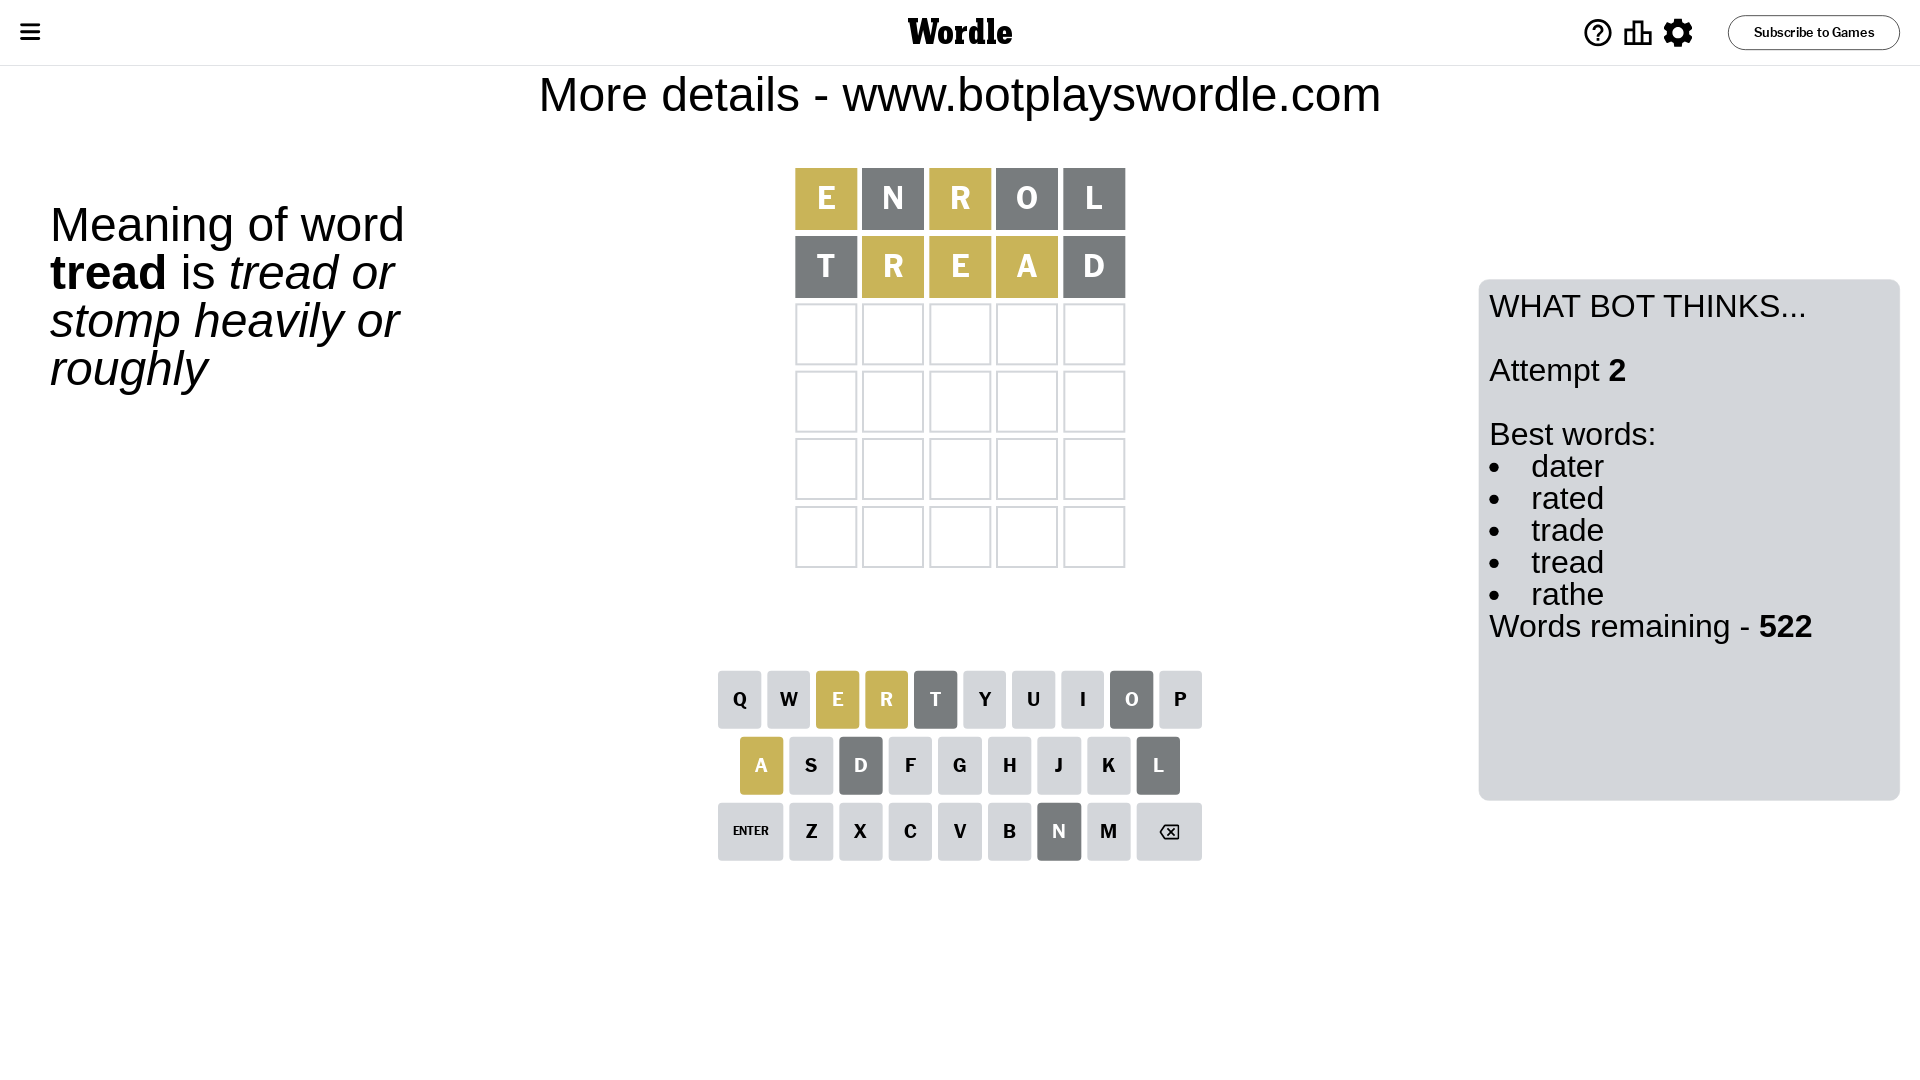 Wordle
Subscribe to Games
More details - www.botplayswordle.com
Meaning of word
tread is tread or
stomp heavily or
roughly
E N R O L
T R E A D
WHAT BOT THINKS...
Attempt 2
Best words:
• dater
• rated
• trade
• tread
• rathe
Words remaining - 522
Q W E R T Y U I O P
A S D F G H J K L
ENTER Z X C V B N M